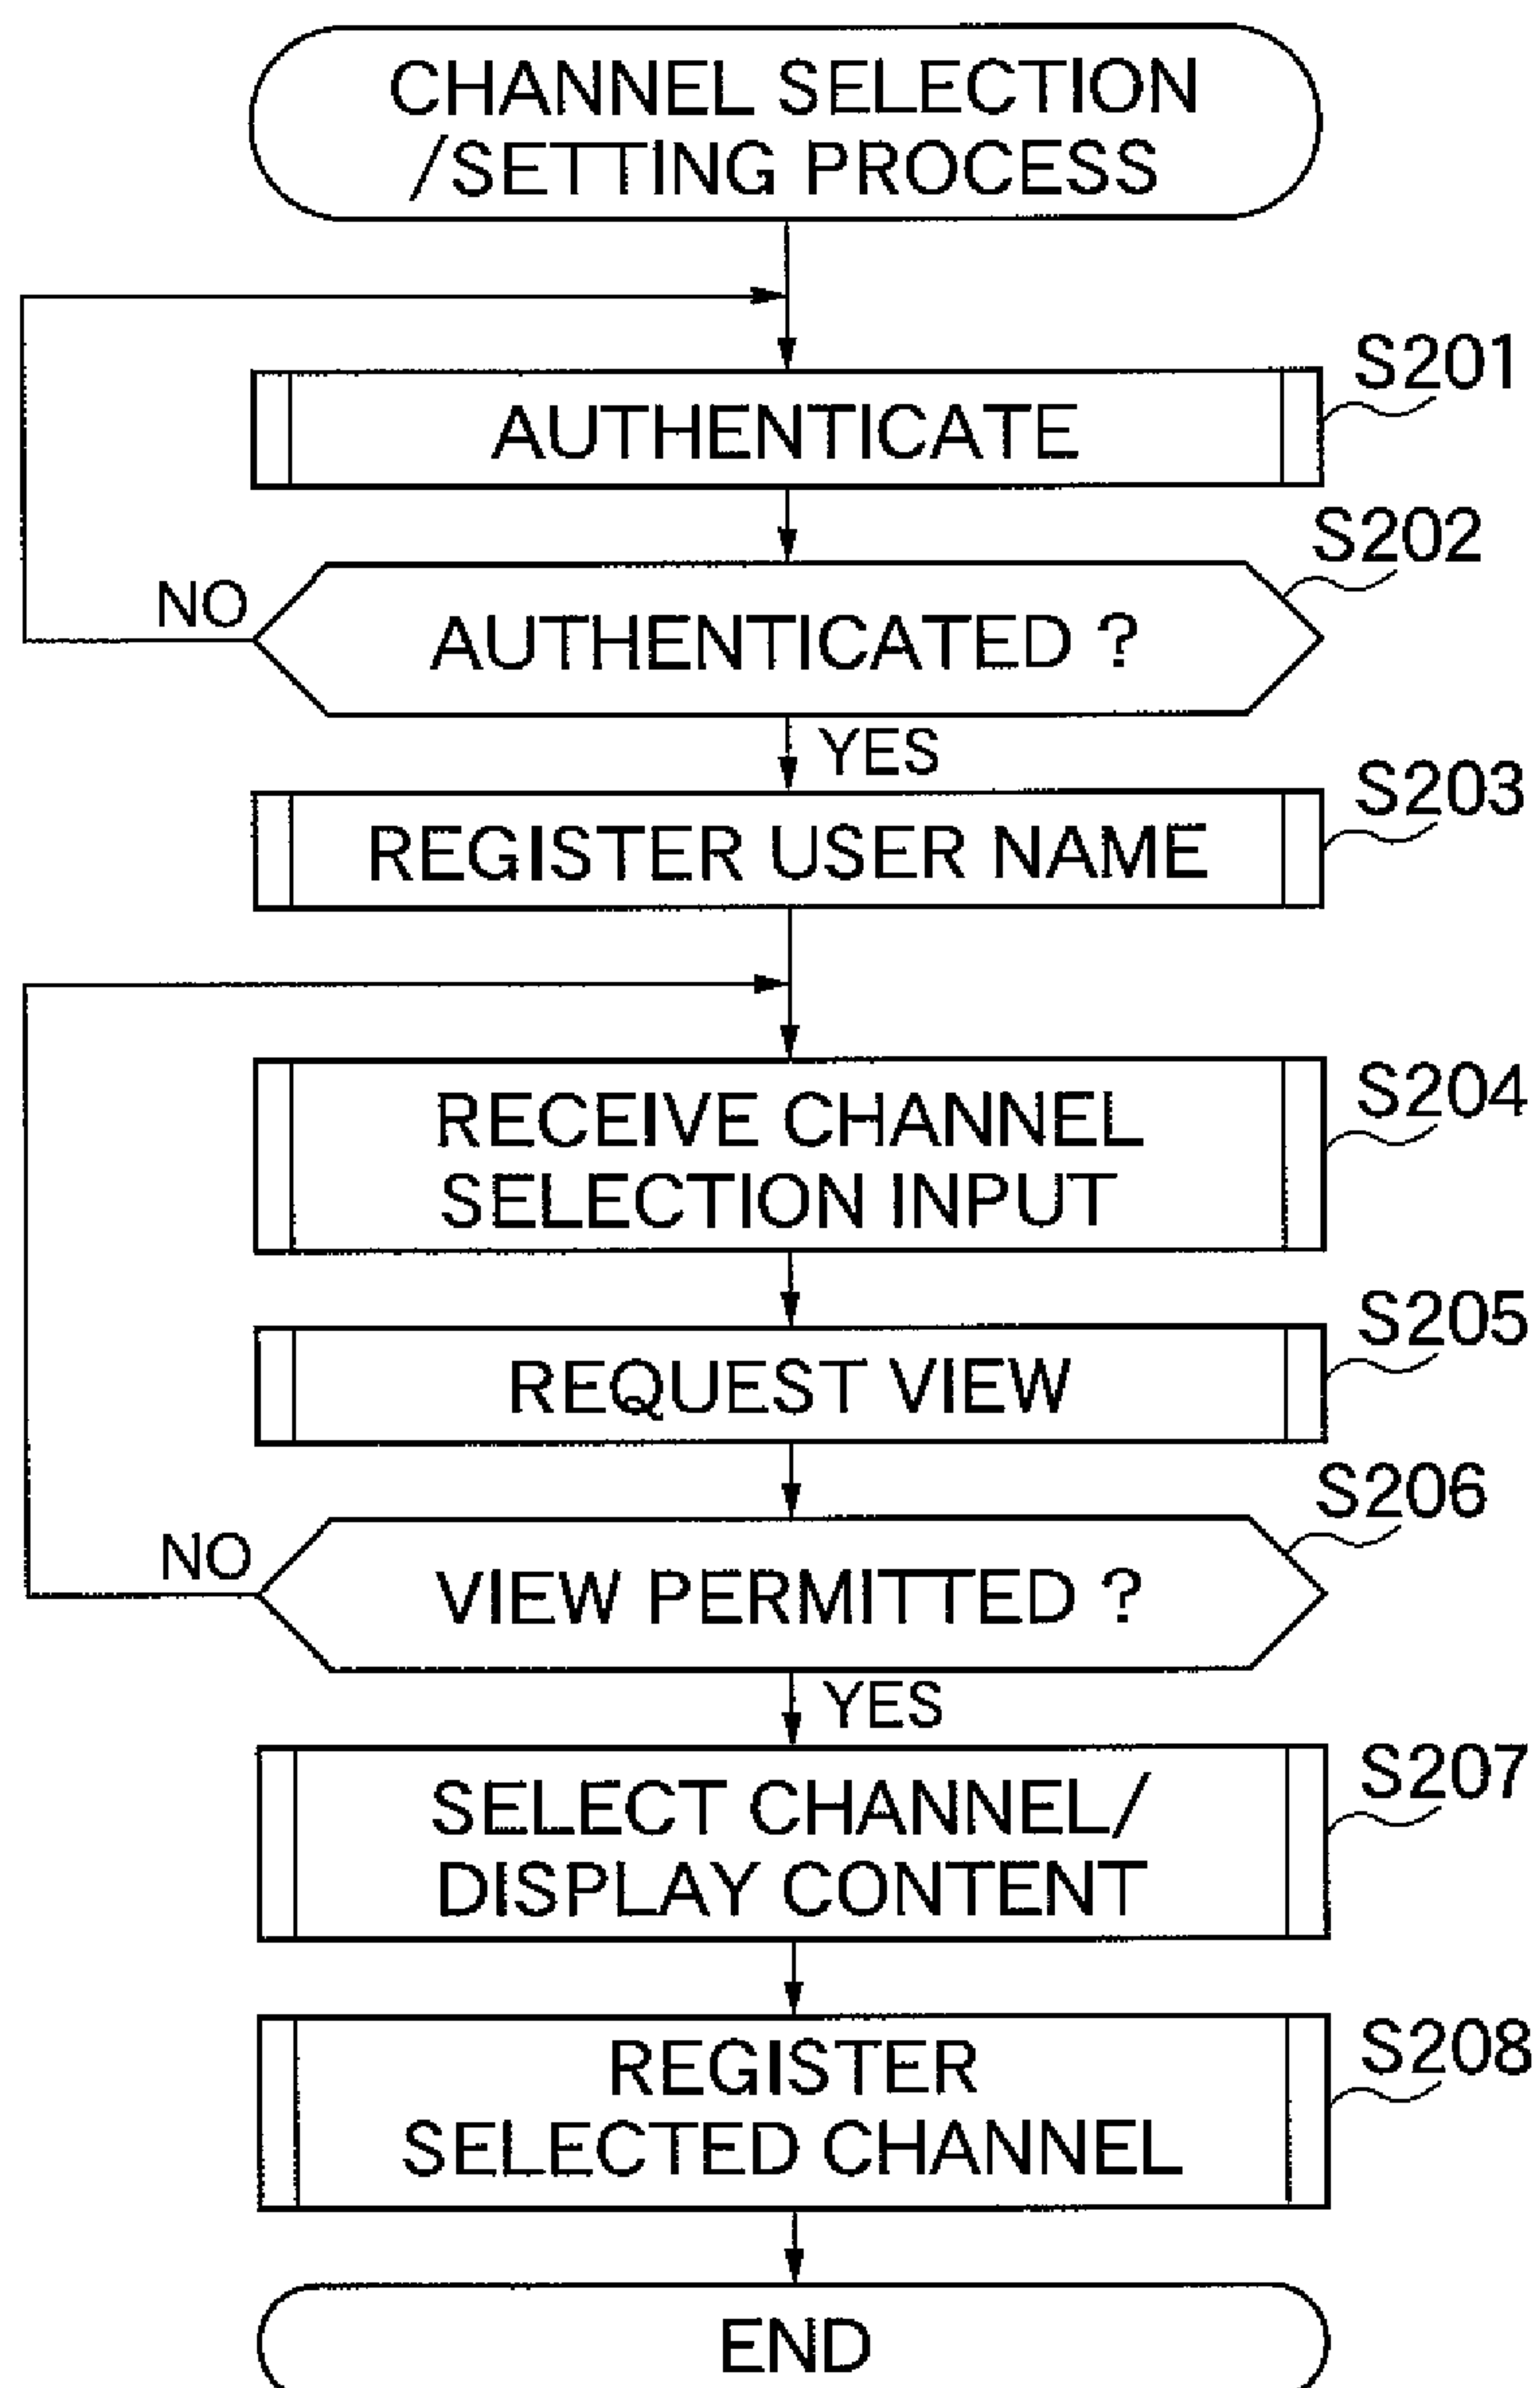 CHANNEL SELECTION
/SETTING PROCESS
S201
AUTHENTICATE
S202
NO
AUTHENTICATED ?
YES
S203
REGISTER USER NAME
S204
RECEIVE CHANNEL
SELECTION INPUT
S205
REQUEST VIEW
S206
NO
VIEW PERMITTED ?
YES
S207
SELECT CHANNEL/
DISPLAY CONTENT
S208
REGISTER
SELECTED CHANNEL
END